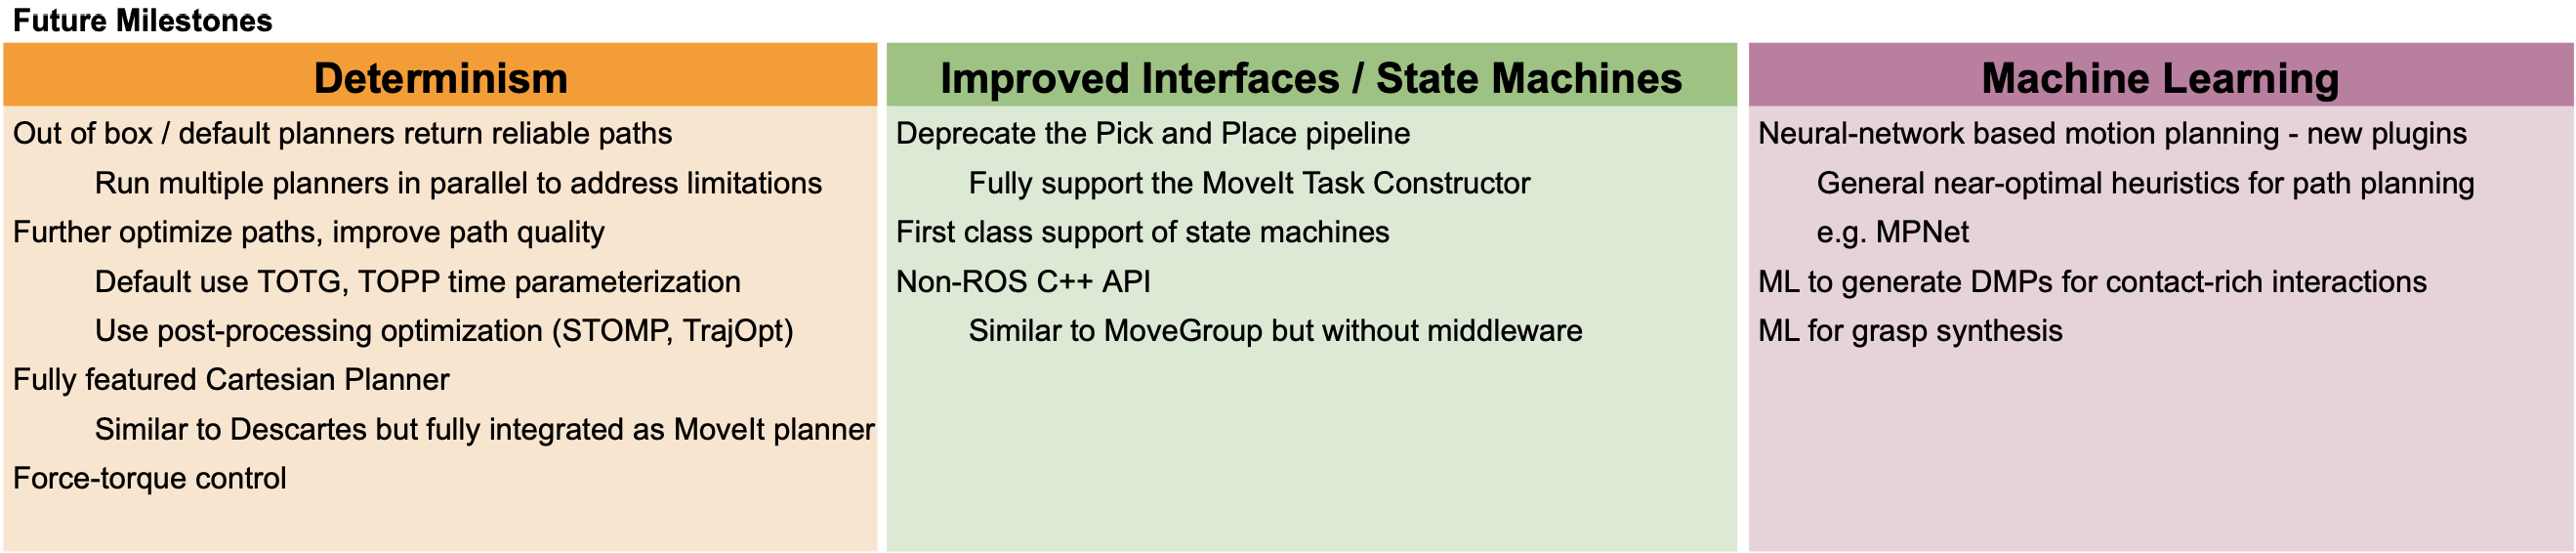 Future Milestones
Determinism
Out of box / default planners return reliable paths
Run multiple planners in parallel to address limitations
Further optimize paths, improve path quality
Default use TOTG, TOPP time parameterization
Use post-processing optimization (STOMP, TrajOpt)
Fully featured Cartesian Planner
Similar to Descartes but fully integrated as MoveIt planner
Force-torque control
Improved Interfaces / State Machines
Deprecate the Pick and Place pipeline
Fully support the MoveIt Task Constructor
First class support of state machines
Non-ROS C++ API
Similar to MoveGroup but without middleware
Machine Learning
Neural-network based motion planning - new plugins
General near-optimal heuristics for path planning
e.g. MPNet
ML to generate DMPs for contact-rich interactions
ML for grasp synthesis